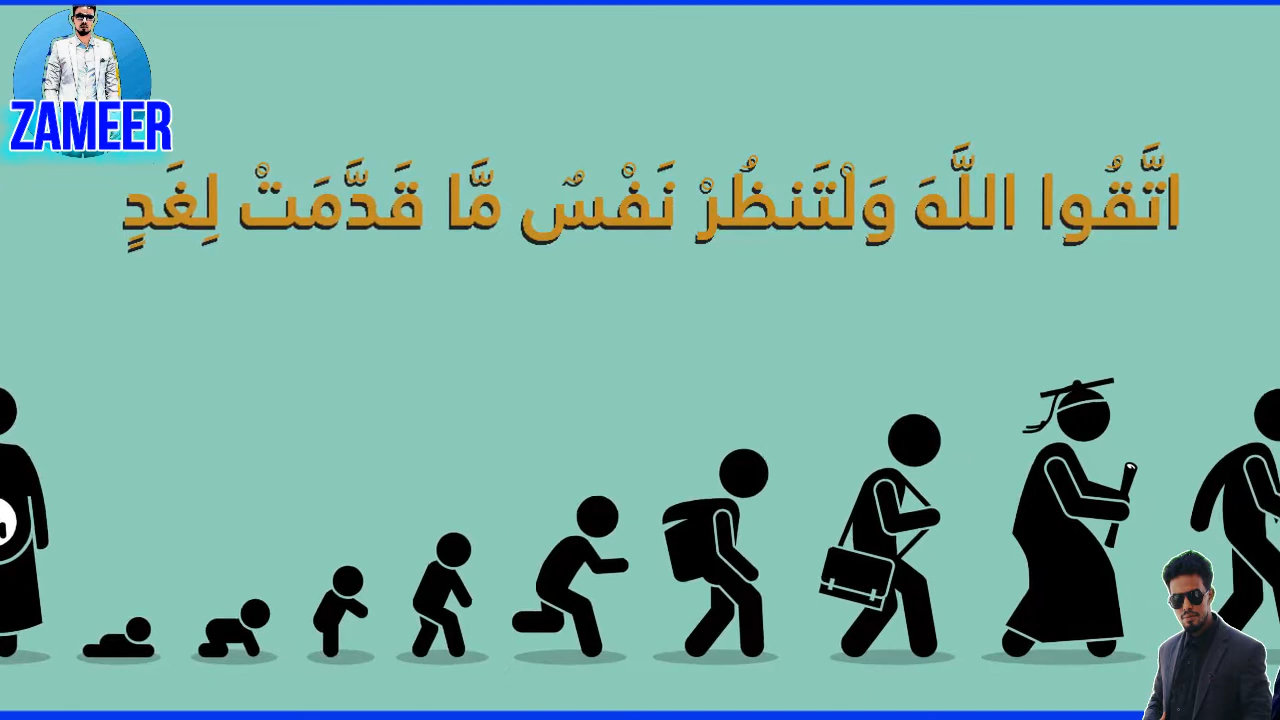 ZAMEER
اتَّقُوا اللَّهَ وَلْتَنظُرْ نَفْسٌ مَّا قَدَّمَتْ لِغَدٍ